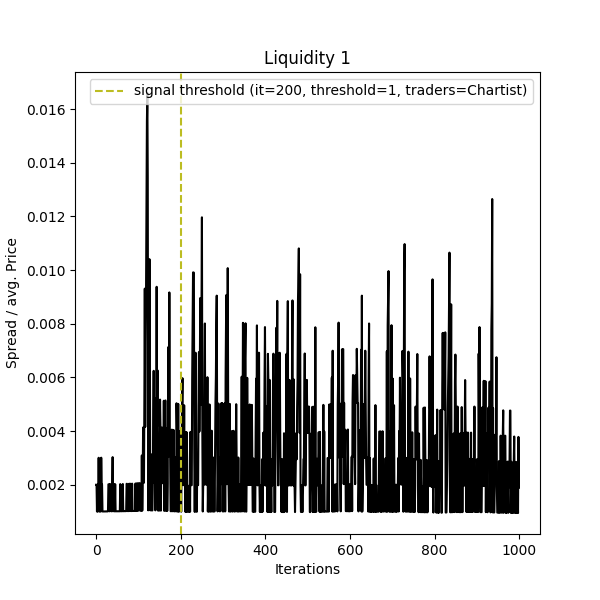 Liquidity 1
signal threshold (it=200, threshold=1, traders=Chartist)
Spread / avg. Price
0.016
0.014
0.012
0.010
0.008
0.006
0.004
0.002
0 200 400 600 800 1000
Iterations